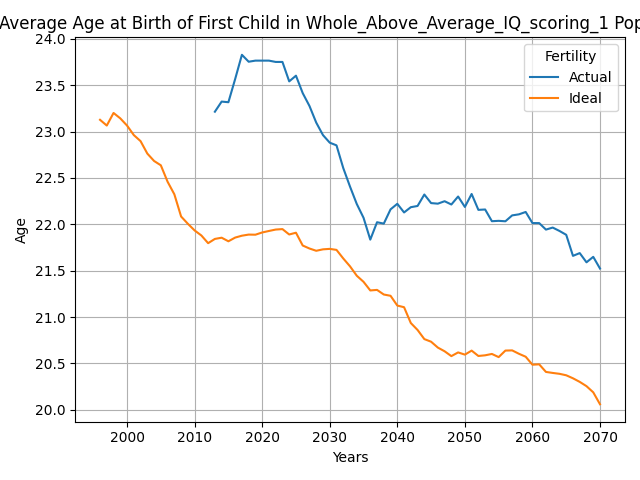 Average Age at Birth of First Child in Whole_Above_Average_IQ_scoring_1 Pop
Fertility
Actual
Ideal
24.0
23.5
23.0
22.5
22.0
21.5
21.0
20.5
20.0
Age
2000 2010 2020 2030 2040 2050 2060 2070
Years